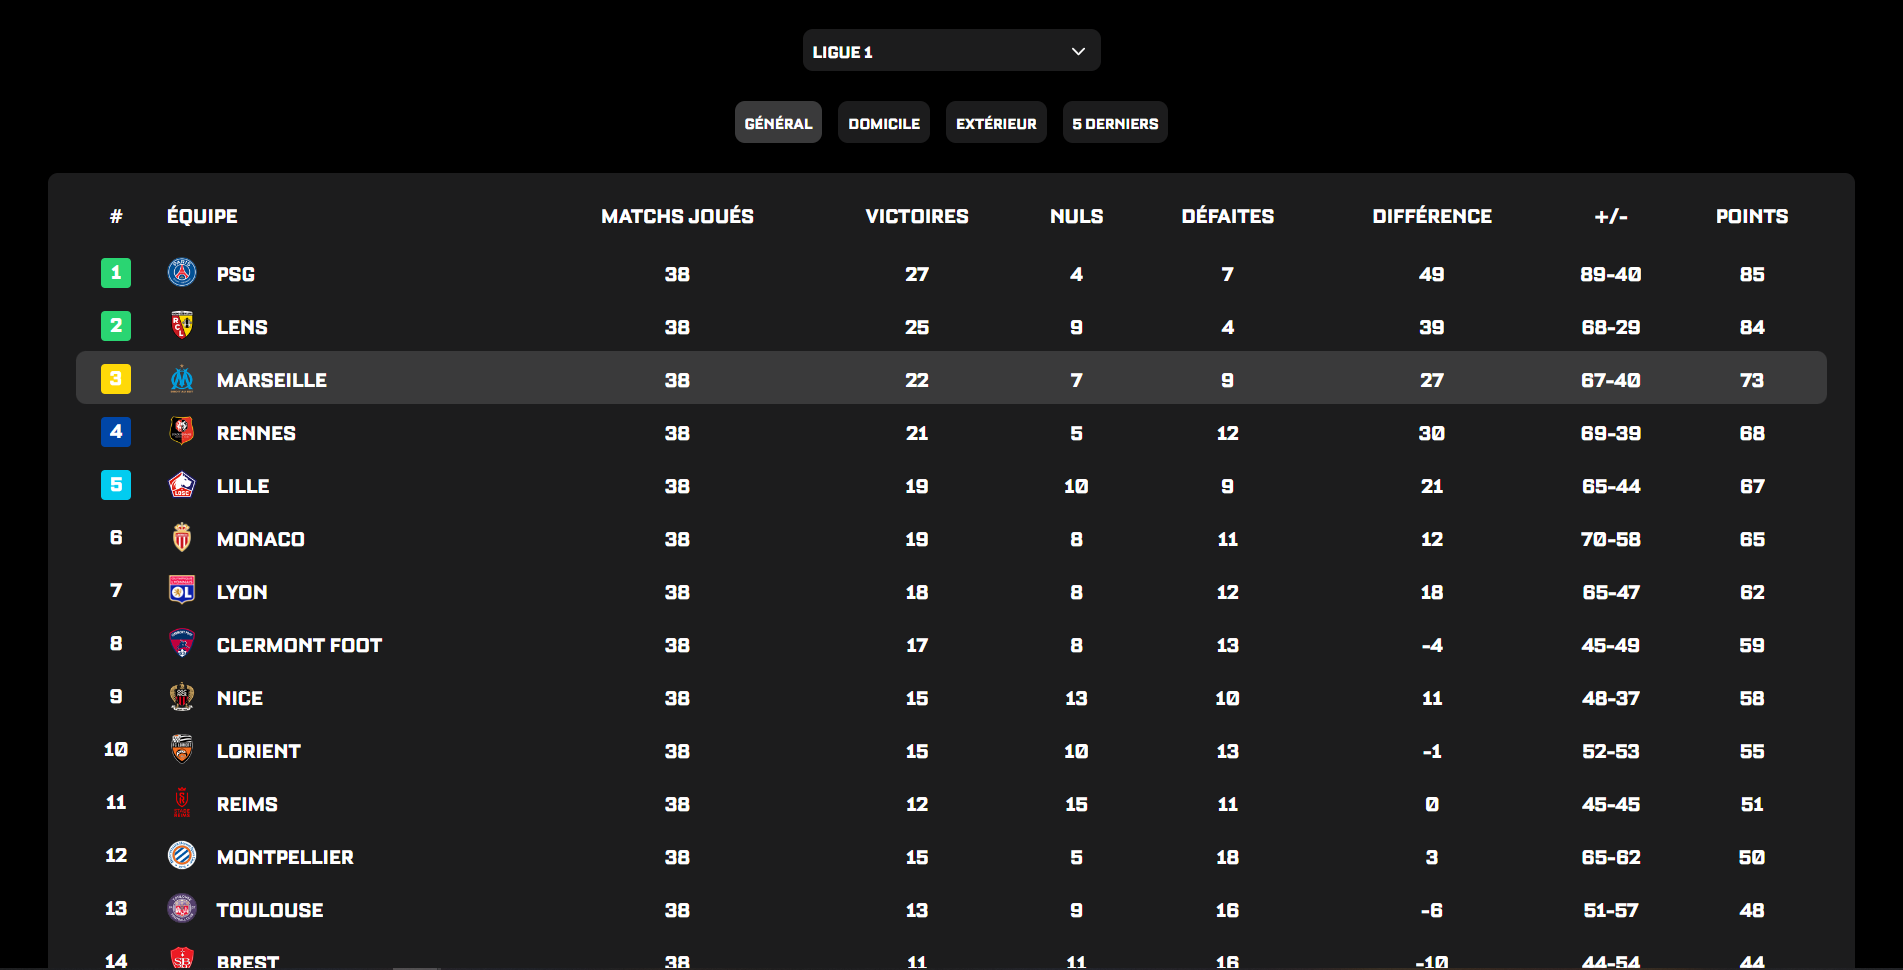 LIGUE 1
GÉNÉRAL DOMICILE EXTÉRIEUR 5 DERNIERS
# ÉQUIPE MATCHS JOUÉS VICTOIRES NULS DÉFAITES DIFFÉRENCE +/- POINTS
1 PSG 38 27 4 7 49 89-40 85
2 LENS 38 25 9 4 39 68-29 84
3 MARSEILLE 38 22 7 9 27 67-40 73
4 RENNES 38 21 5 12 30 69-39 68
5 LILLE 38 19 10 9 21 65-44 67
6 MONACO 38 19 8 11 12 70-58 65
7 LYON 38 18 8 12 18 65-47 62
8 CLERMONT FOOT 38 17 8 13 -4 45-49 59
9 NICE 38 15 13 10 11 48-37 58
10 LORIENT 38 15 10 13 -1 52-53 55
11 REIMS 38 12 15 11 0 45-45 51
12 MONTPELLIER 38 15 5 18 3 65-62 50
13 TOULOUSE 38 13 9 16 -6 51-57 48
14 BREST 38 11 11 16 -10 44-54 44